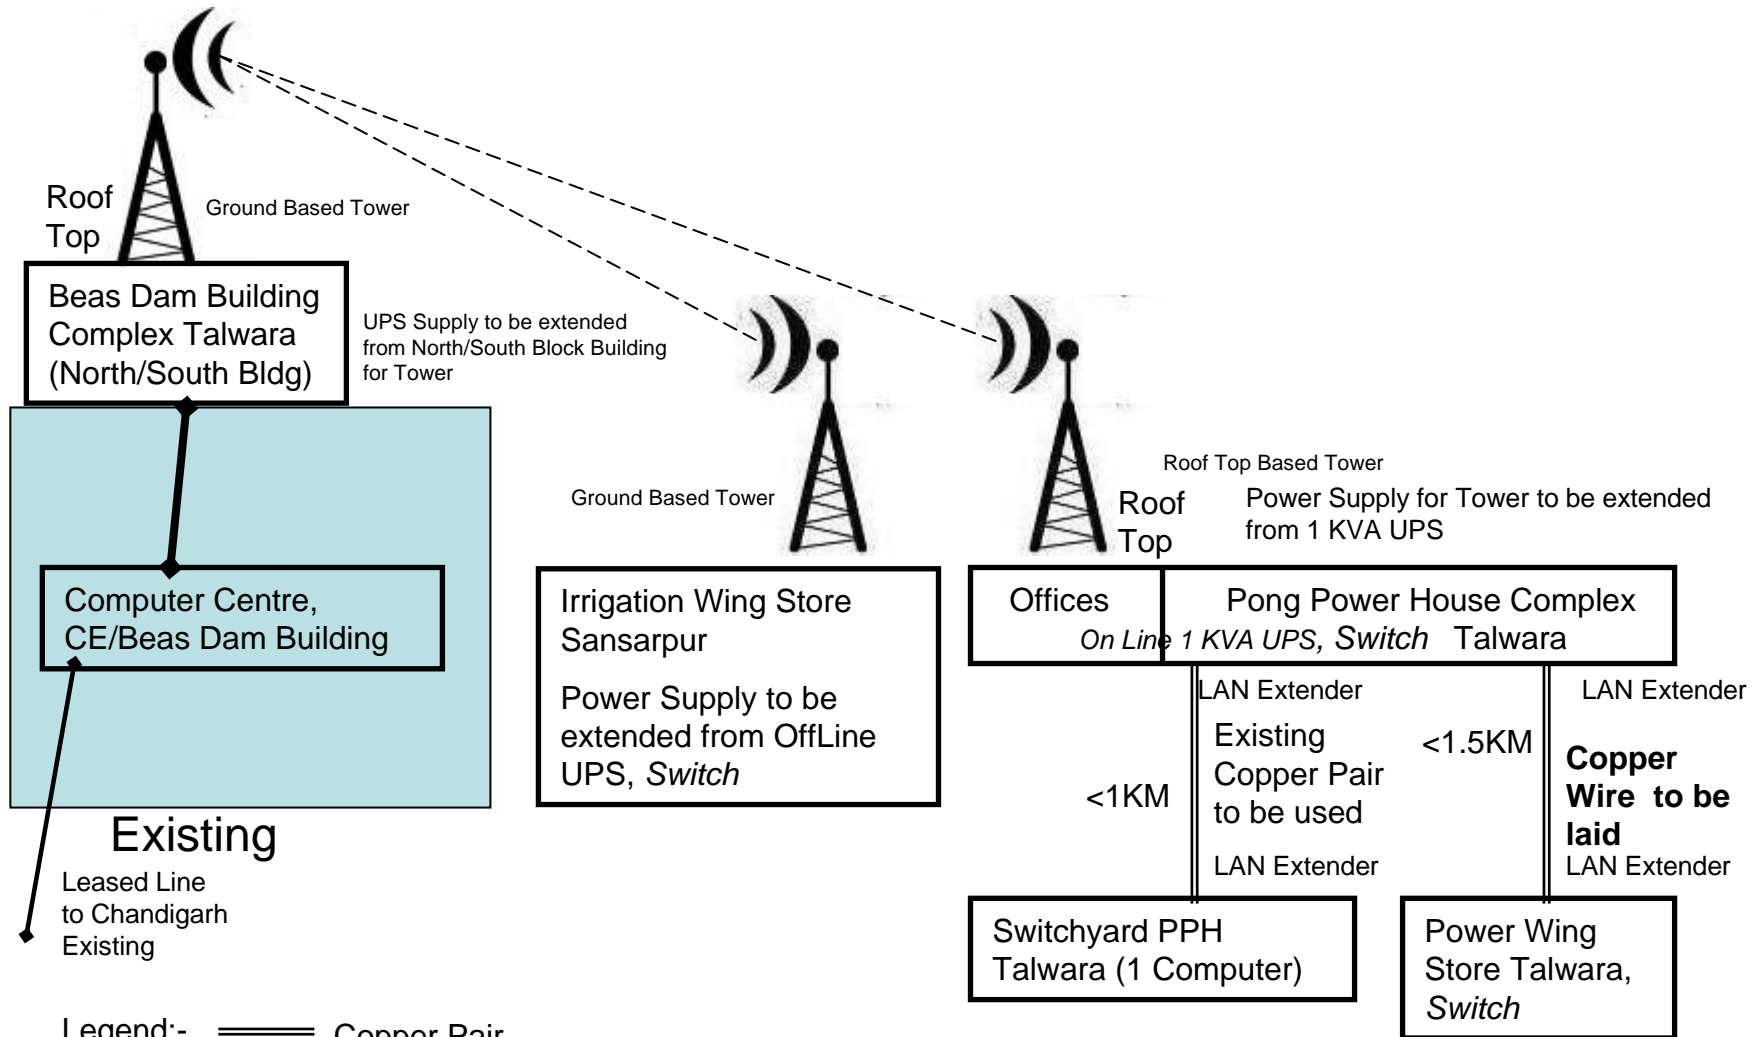 Roof
Top
Ground Based Tower
Beas Dam Building
Complex Talwara
(North/South Bldg)
UPS Supply to be extended
from North/South Block Building
for Tower
Computer Centre,
CE/Beas Dam Building
Existing
Leased Line
to Chandigarh
Existing
Ground Based Tower
Irrigation Wing Store
Sansarpur
Power Supply to be
extended from OffLine
UPS, Switch
Roof Top Based Tower
Roof
Top
Power Supply for Tower to be extended
from 1 KVA UPS
Offices
Pong Power House Complex
On Line 1 KVA UPS, Switch Talwara
LAN Extender
LAN Extender
<1KM
Existing
Copper Pair
to be used
<1.5KM
Copper
Wire to be
laid
LAN Extender
LAN Extender
Switchyard PPH
Talwara (1 Computer)
Power Wing
Store Talwara,
Switch
Legend:- Copper Pair